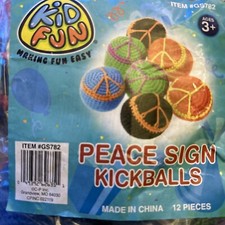 ITEM #GS782
KID
FUN
MAKING FUN EASY
AGES
3+
ITEM #GS782
PEACE SIGN
KICKBALLS
MADE IN CHINA 12 PIECES